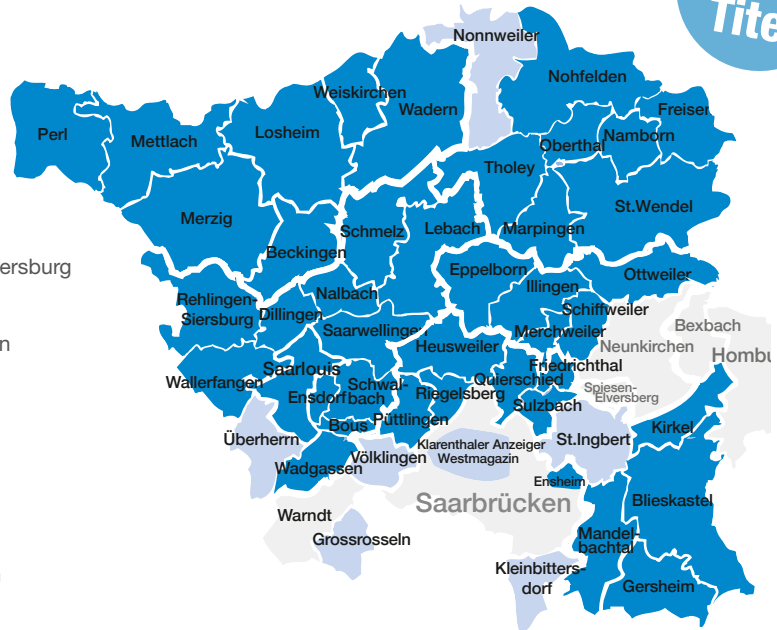 Tite
Nonnweiler
Nohfelden
Weiskirchen
Wadern
Freisen
Perl
Mettlach
Losheim
Oberthal
Namborn
Tholey
St.Wendel
Merzig
Schmelz
Lebach
Marpingen
Beckingen
ersburg
Eppelborn
Illingen
Ottweiler
Rehlingen-
Siersburg
Dillingen
Nalbach
Saarwellingen
Schiffweiler
Merchweiler
Bexbach
n
Heusweiler
Neunkirchen
Hombu
Wallerfangen
Saarlouis
Friedrichthal
Quierschied
Spiesen-
Elversberg
Ensdorf
Schwal-
bach
Riegelsberg
Sulzbach
Bous
Püttlingen
Überherrn
Klarenthaler Anzeiger
Westmagazin
St.Ingbert
Kirkel
Völklingen
Wadgassen
Ensheim
Saarbrücken
Blieskastel
Warndt
Grossrosseln
Mandel-
bachtal
Kleinbitters-
dorf
Gersheim